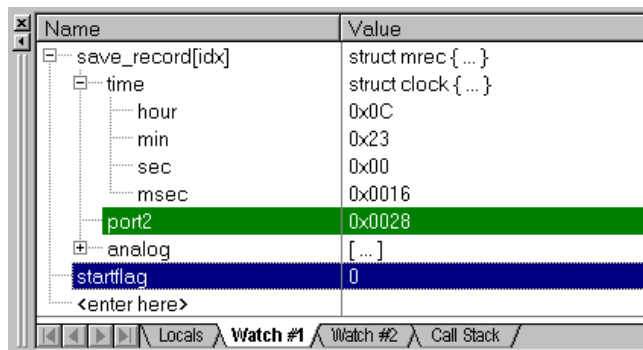 Name Value
save_record[idx] struct mrec { ... }
time struct clock { ... }
hour 0x0C
min 0x23
sec 0x00
msec 0x0016
port2 0x0028
analog [ ... ]
startflag 0
<enter here>
Locals Watch #1 Watch #2 Call Stack